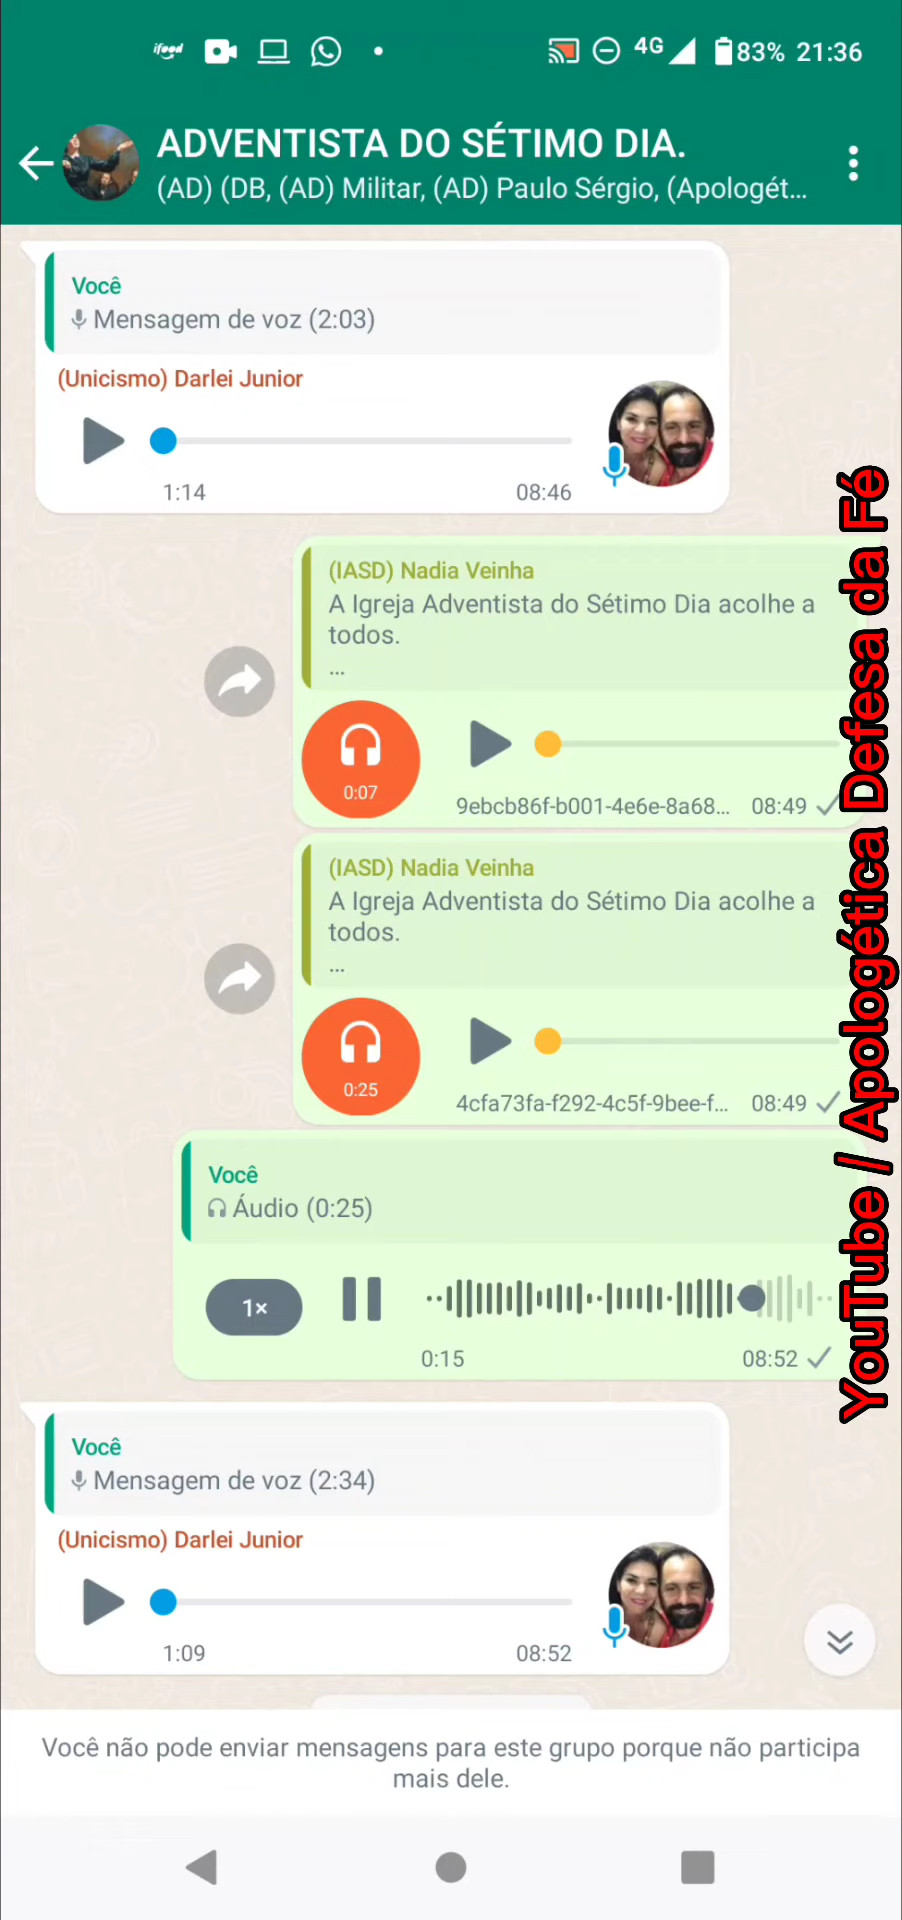 ifood
4G
83% 21:36
ADVENTISTA DO SÉTIMO DIA.
(AD) (DB, (AD) Militar, (AD) Paulo Sérgio, (Apologét...
Você
Mensagem de voz (2:03)
(Unicismo) Darlei Junior
1:14 08:46
(IASD) Nadia Veinha
A Igreja Adventista do Sétimo Dia acolhe a
todos.
...
0:07
9ebcb86f-b001-4e6e-8a68... 08:49
(IASD) Nadia Veinha
A Igreja Adventista do Sétimo Dia acolhe a
todos.
...
0:25
4cfa73fa-f292-4c5f-9bee-f... 08:49
Você
Áudio (0:25)
1×
0:15 08:52
Você
Mensagem de voz (2:34)
(Unicismo) Darlei Junior
1:09 08:52
Você não pode enviar mensagens para este grupo porque não participa
mais dele.
YouTube / Apologética Defesa da Fé